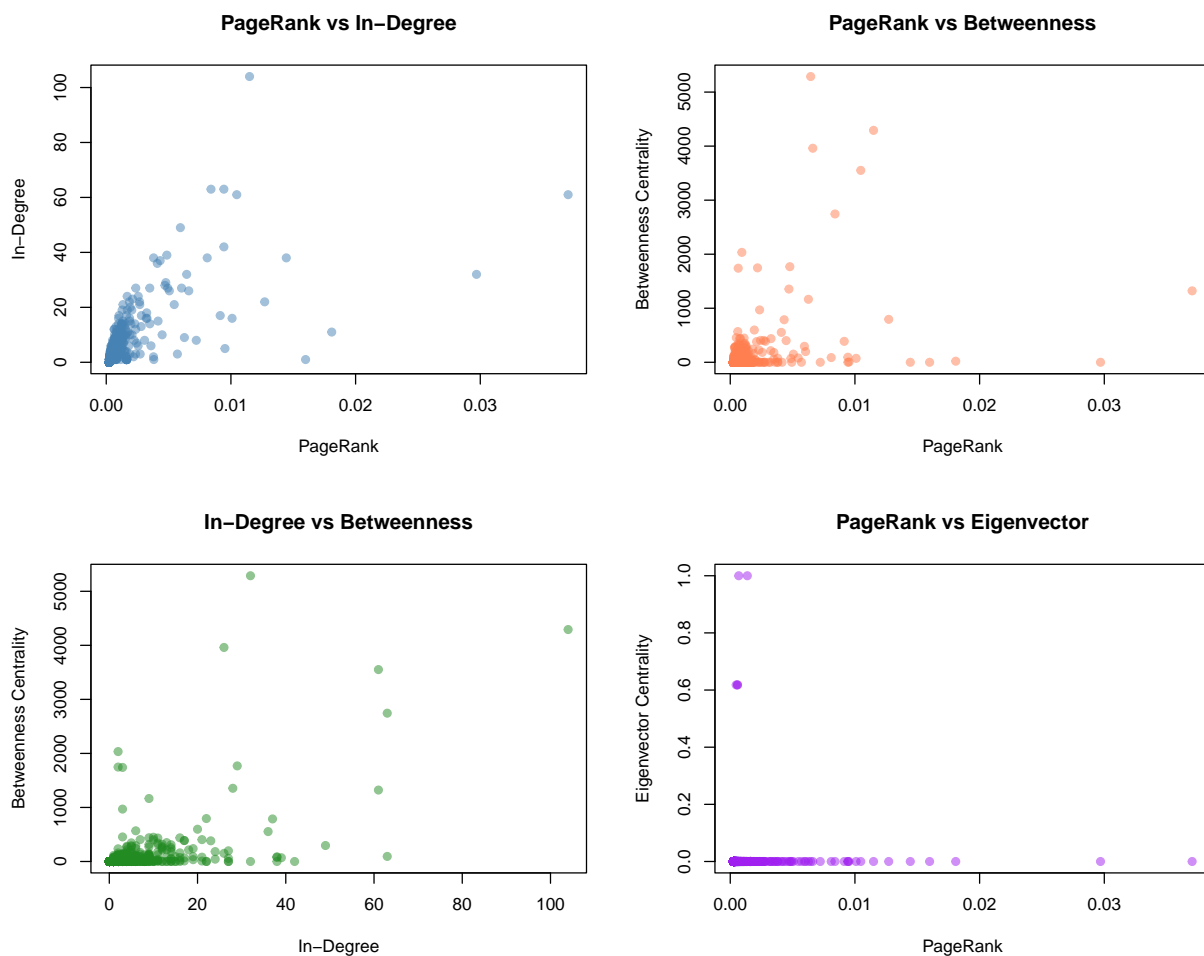 PageRank vs In−Degree
In−Degree
0 20 40 60 80 100
0.00 0.01 0.02 0.03
PageRank
PageRank vs Betweenness
Betweenness Centrality
0 1000 2000 3000 4000 5000
0.00 0.01 0.02 0.03
PageRank
In−Degree vs Betweenness
Betweenness Centrality
0 1000 2000 3000 4000 5000
0 20 40 60 80 100
In−Degree
PageRank vs Eigenvector
Eigenvector Centrality
0.0 0.2 0.4 0.6 0.8 1.0
0.00 0.01 0.02 0.03
PageRank